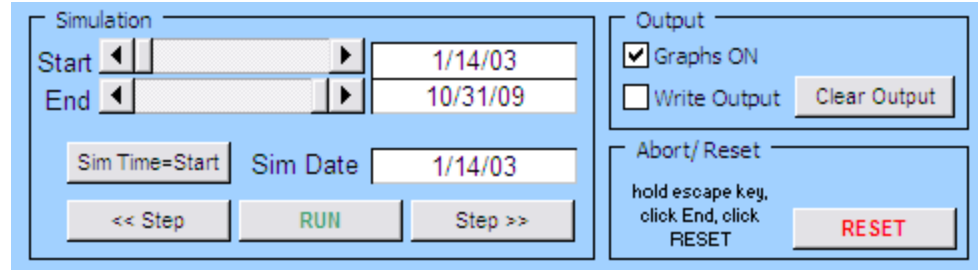 Simulation
Start 1/14/03
End 10/31/09
Sim Time=Start Sim Date 1/14/03
<< Step RUN Step >>
Output
Graphs ON
Write Output Clear Output
Abort/Reset
hold escape key,
click End, click
RESET
RESET